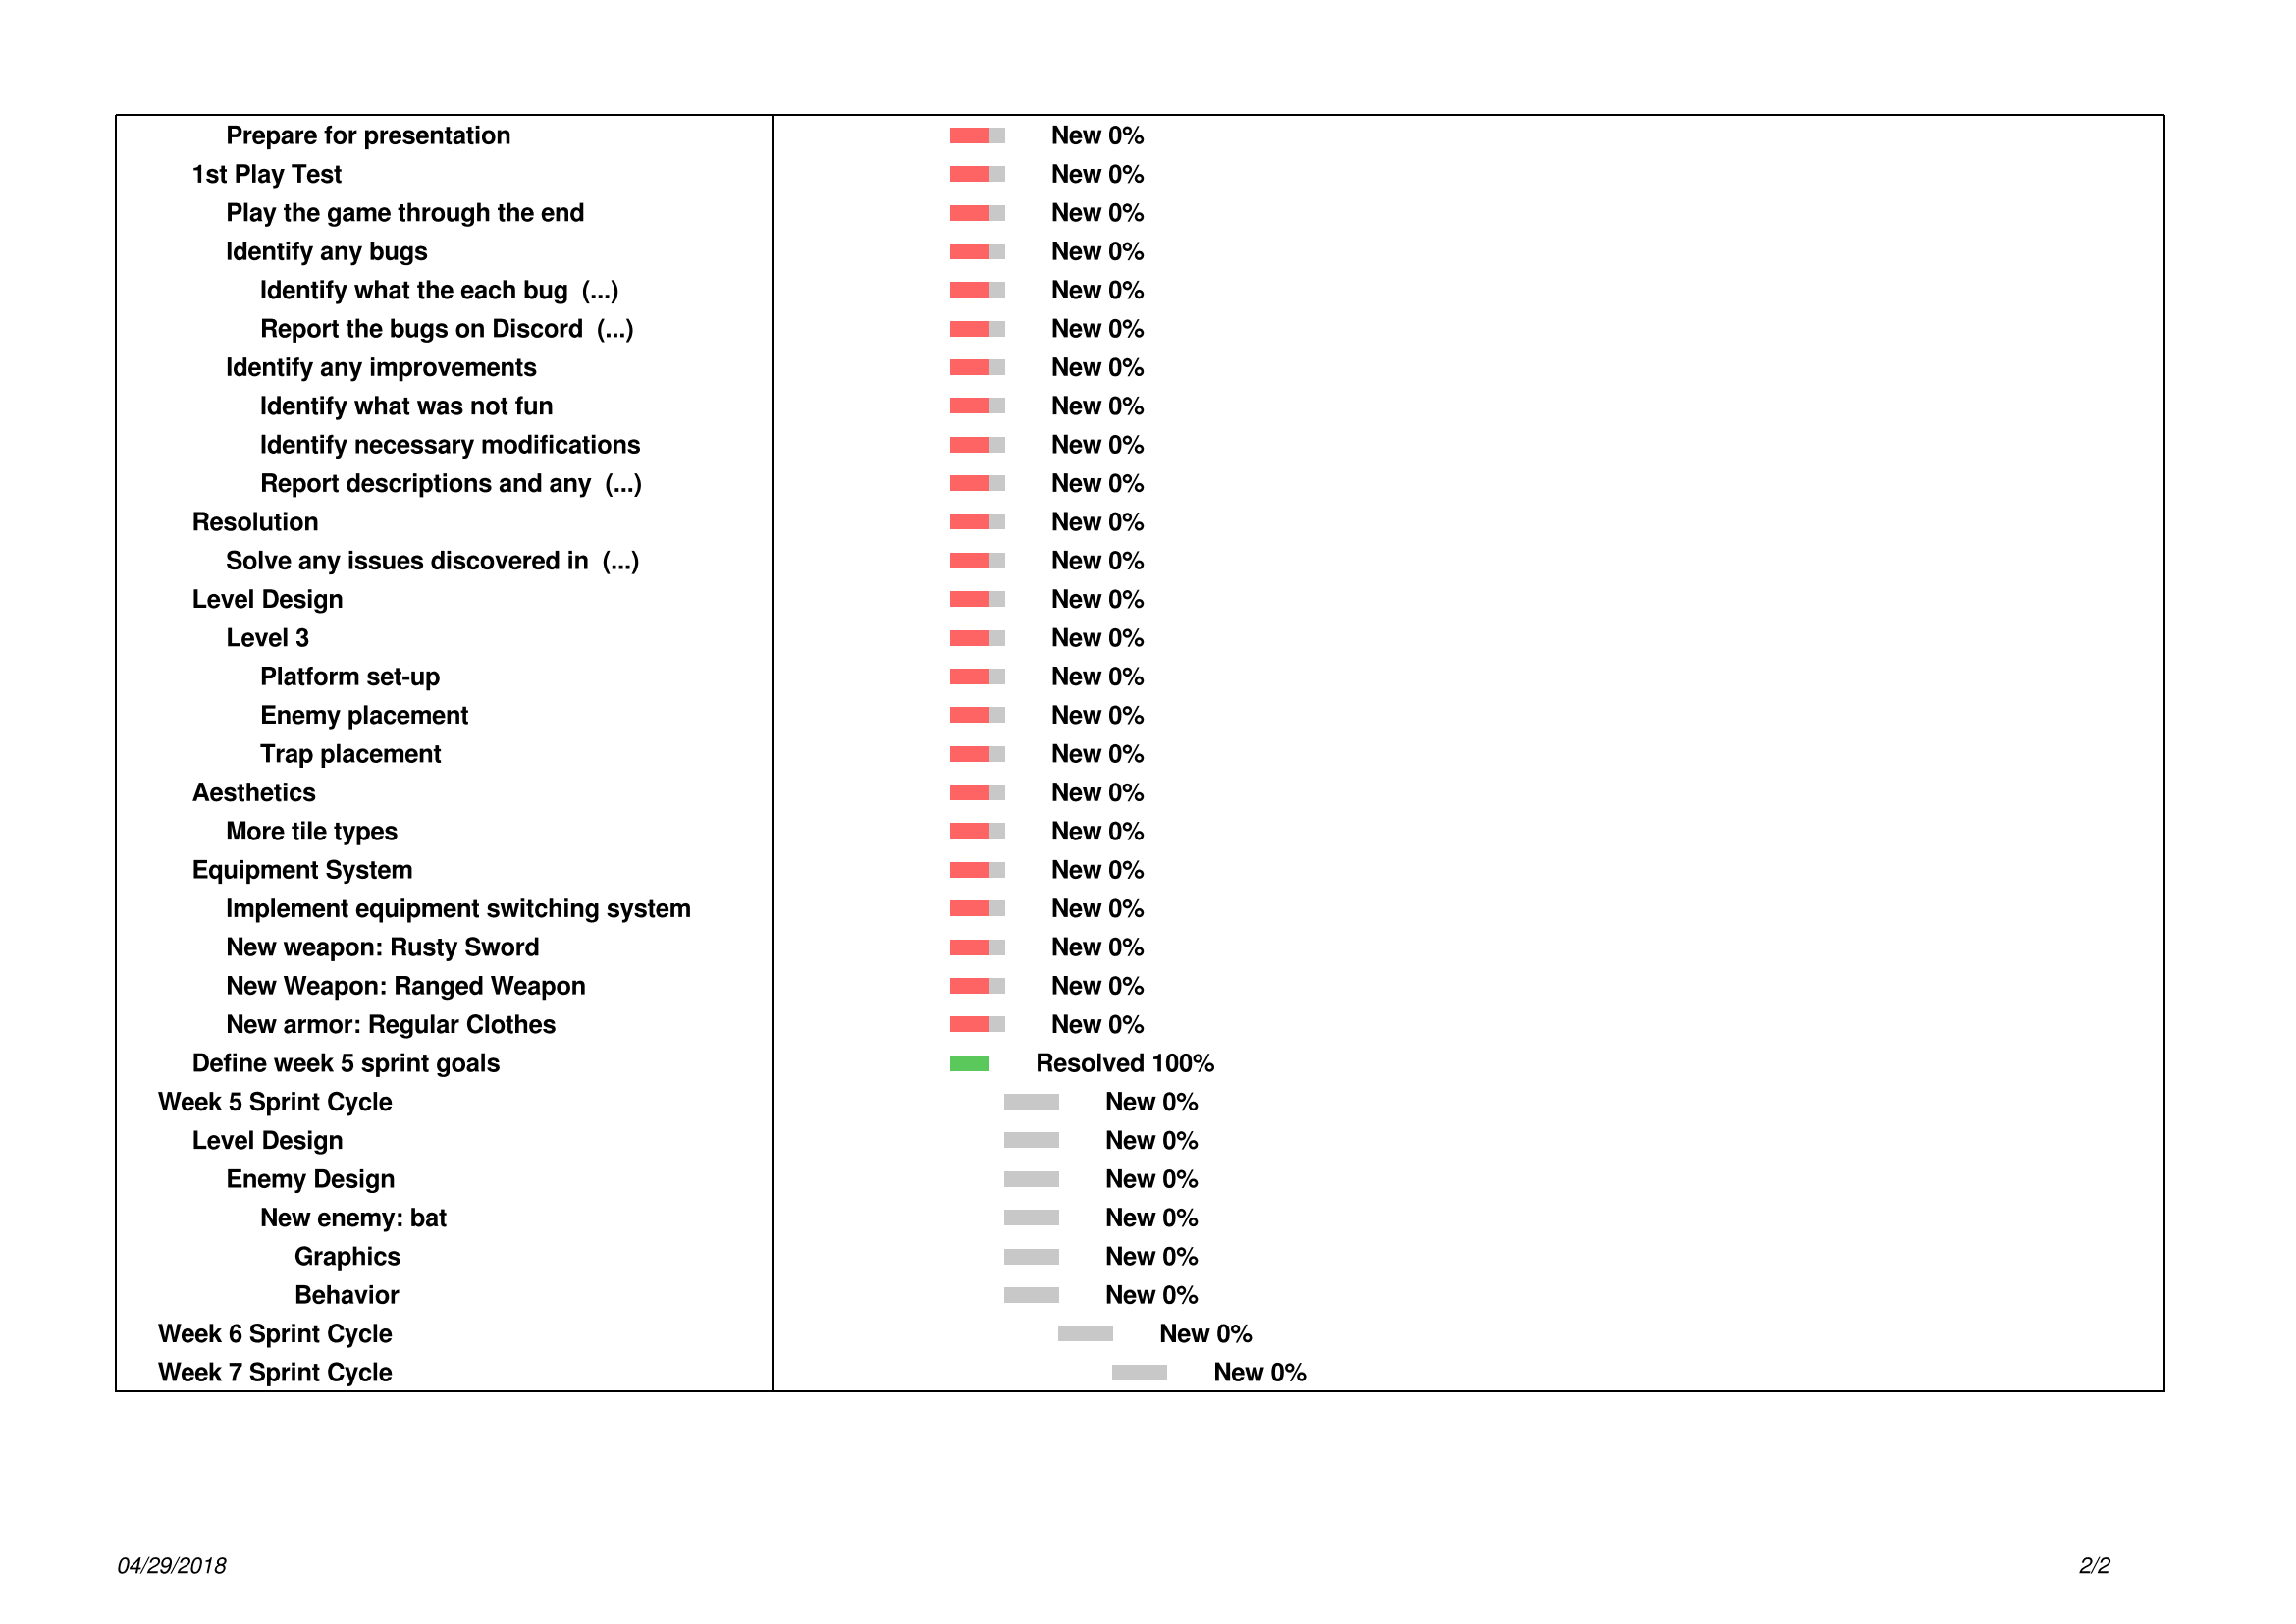 Prepare for presentation New 0%
1st Play Test New 0%
Play the game through the end New 0%
Identify any bugs New 0%
Identify what the each bug (...) New 0%
Report the bugs on Discord (...) New 0%
Identify any improvements New 0%
Identify what was not fun New 0%
Identify necessary modifications New 0%
Report descriptions and any (...) New 0%
Resolution New 0%
Solve any issues discovered in (...) New 0%
Level Design New 0%
Level 3 New 0%
Platform set-up New 0%
Enemy placement New 0%
Trap placement New 0%
Aesthetics New 0%
More tile types New 0%
Equipment System New 0%
Implement equipment switching system New 0%
New weapon: Rusty Sword New 0%
New Weapon: Ranged Weapon New 0%
New armor: Regular Clothes New 0%
Define week 5 sprint goals Resolved 100%
Week 5 Sprint Cycle New 0%
Level Design New 0%
Enemy Design New 0%
New enemy: bat New 0%
Graphics New 0%
Behavior New 0%
Week 6 Sprint Cycle New 0%
Week 7 Sprint Cycle New 0%
04/29/2018 2/2